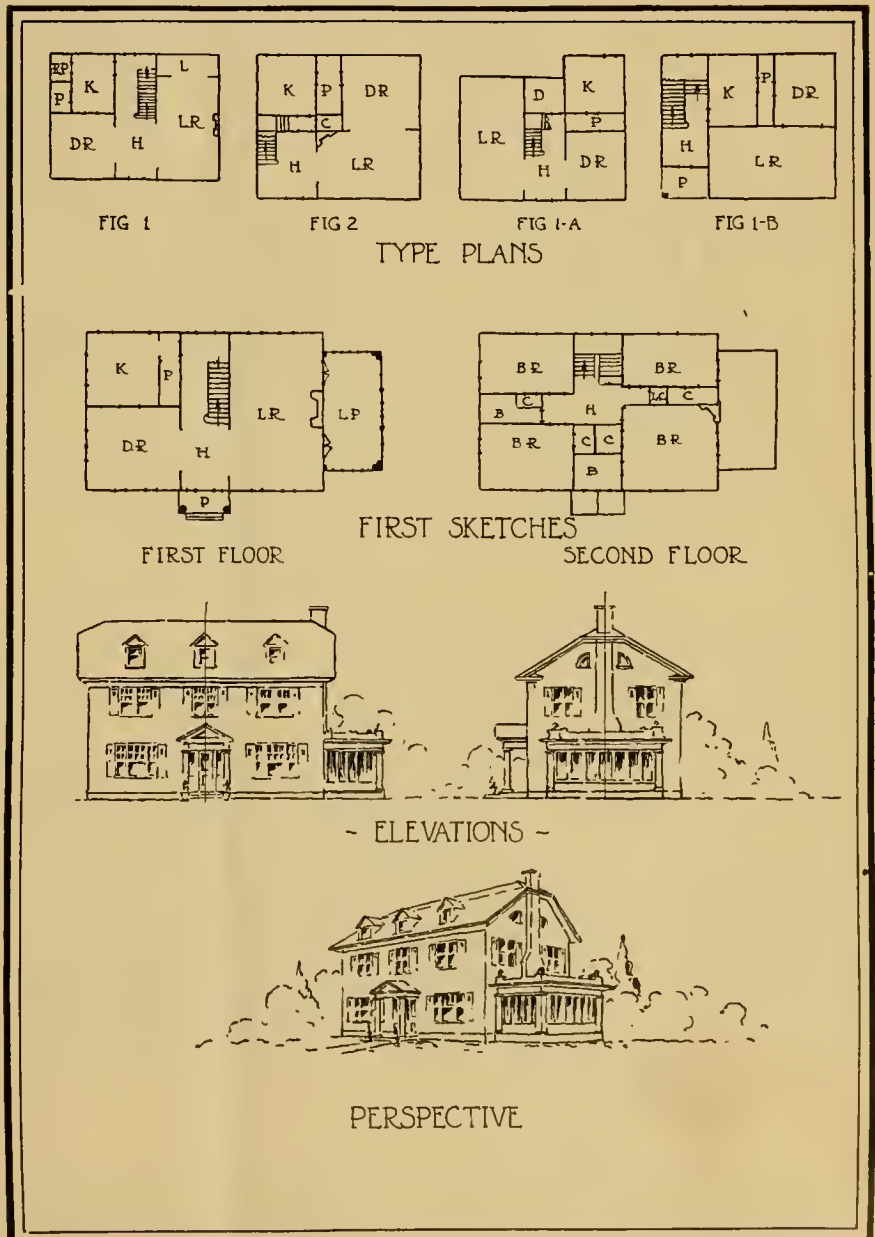 RP K L
P
DR H LR
FIG 1
K P DR
C
H LR
FIG 2
D K
LR P
H DR
FIG 1-A
K P DR
H
P LR
FIG 1-B
TYPE PLANS
K P
LR LP
DR H
P
BR BR
C LC C
B H
BR C C BR
B
FIRST SKETCHES
FIRST FLOOR SECOND FLOOR
- ELEVATIONS -
PERSPECTIVE